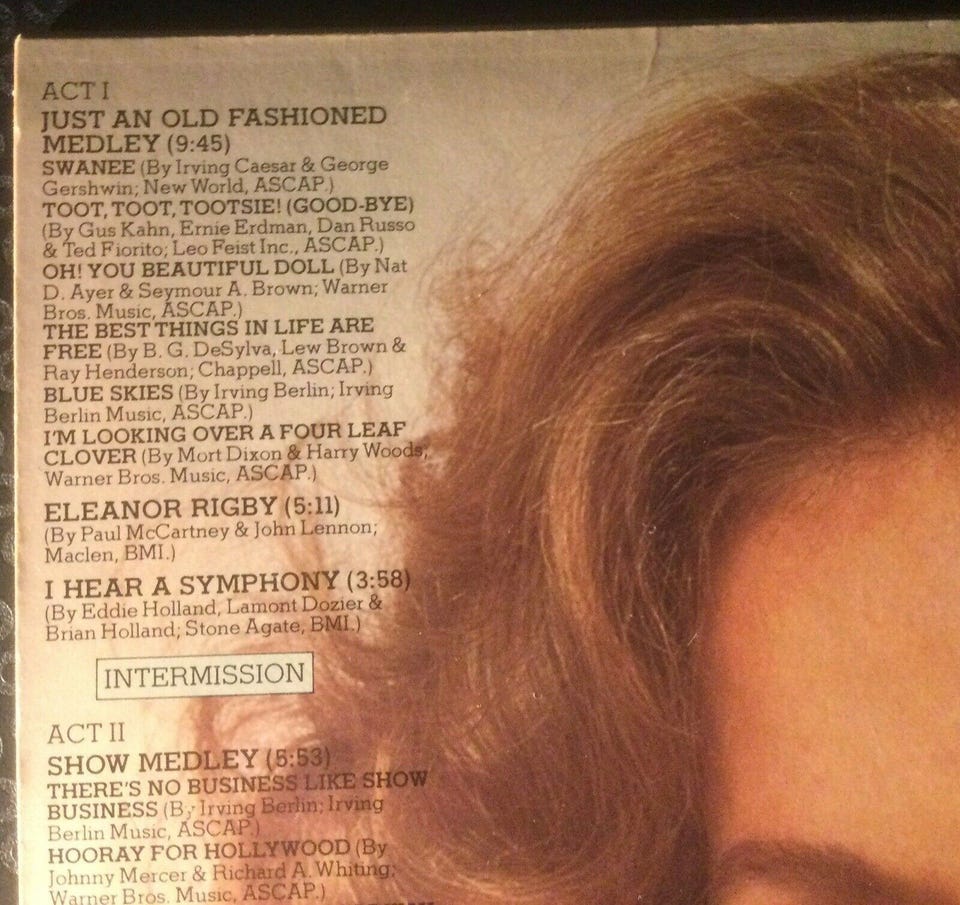 ACT I
JUST AN OLD FASHIONED
MEDLEY (9:45)
SWANEE (By Irving Caesar & George
Gershwin; New World, ASCAP.)
TOOT, TOOT, TOOTSIE! (GOOD-BYE)
(By Gus Kahn, Ernie Erdman, Dan Russo
& Ted Fiorito; Leo Feist Inc., ASCAP.)
OH! YOU BEAUTIFUL DOLL (By Nat
D. Ayer & Seymour A. Brown; Warner
Bros. Music, ASCAP.)
THE BEST THINGS IN LIFE ARE
FREE (By B. G. DeSylva, Lew Brown &
Ray Henderson; Chappell, ASCAP.)
BLUE SKIES (By Irving Berlin; Irving
Berlin Music, ASCAP.)
I'M LOOKING OVER A FOUR LEAF
CLOVER (By Mort Dixon & Harry Woods;
Warner Bros. Music, ASCAP.)
ELEANOR RIGBY (5:11)
(By Paul McCartney & John Lennon;
Maclen, BMI.)
I HEAR A SYMPHONY (3:58)
(By Eddie Holland, Lamont Dozier &
Brian Holland; Stone Agate, BMI.)
INTERMISSION
ACT II
SHOW MEDLEY (5:53)
THERE'S NO BUSINESS LIKE SHOW
BUSINESS (By Irving Berlin; Irving
Berlin Music, ASCAP.)
HOORAY FOR HOLLYWOOD (By
Johnny Mercer & Richard A. Whiting;
Warner Bros. Music, ASCAP.)